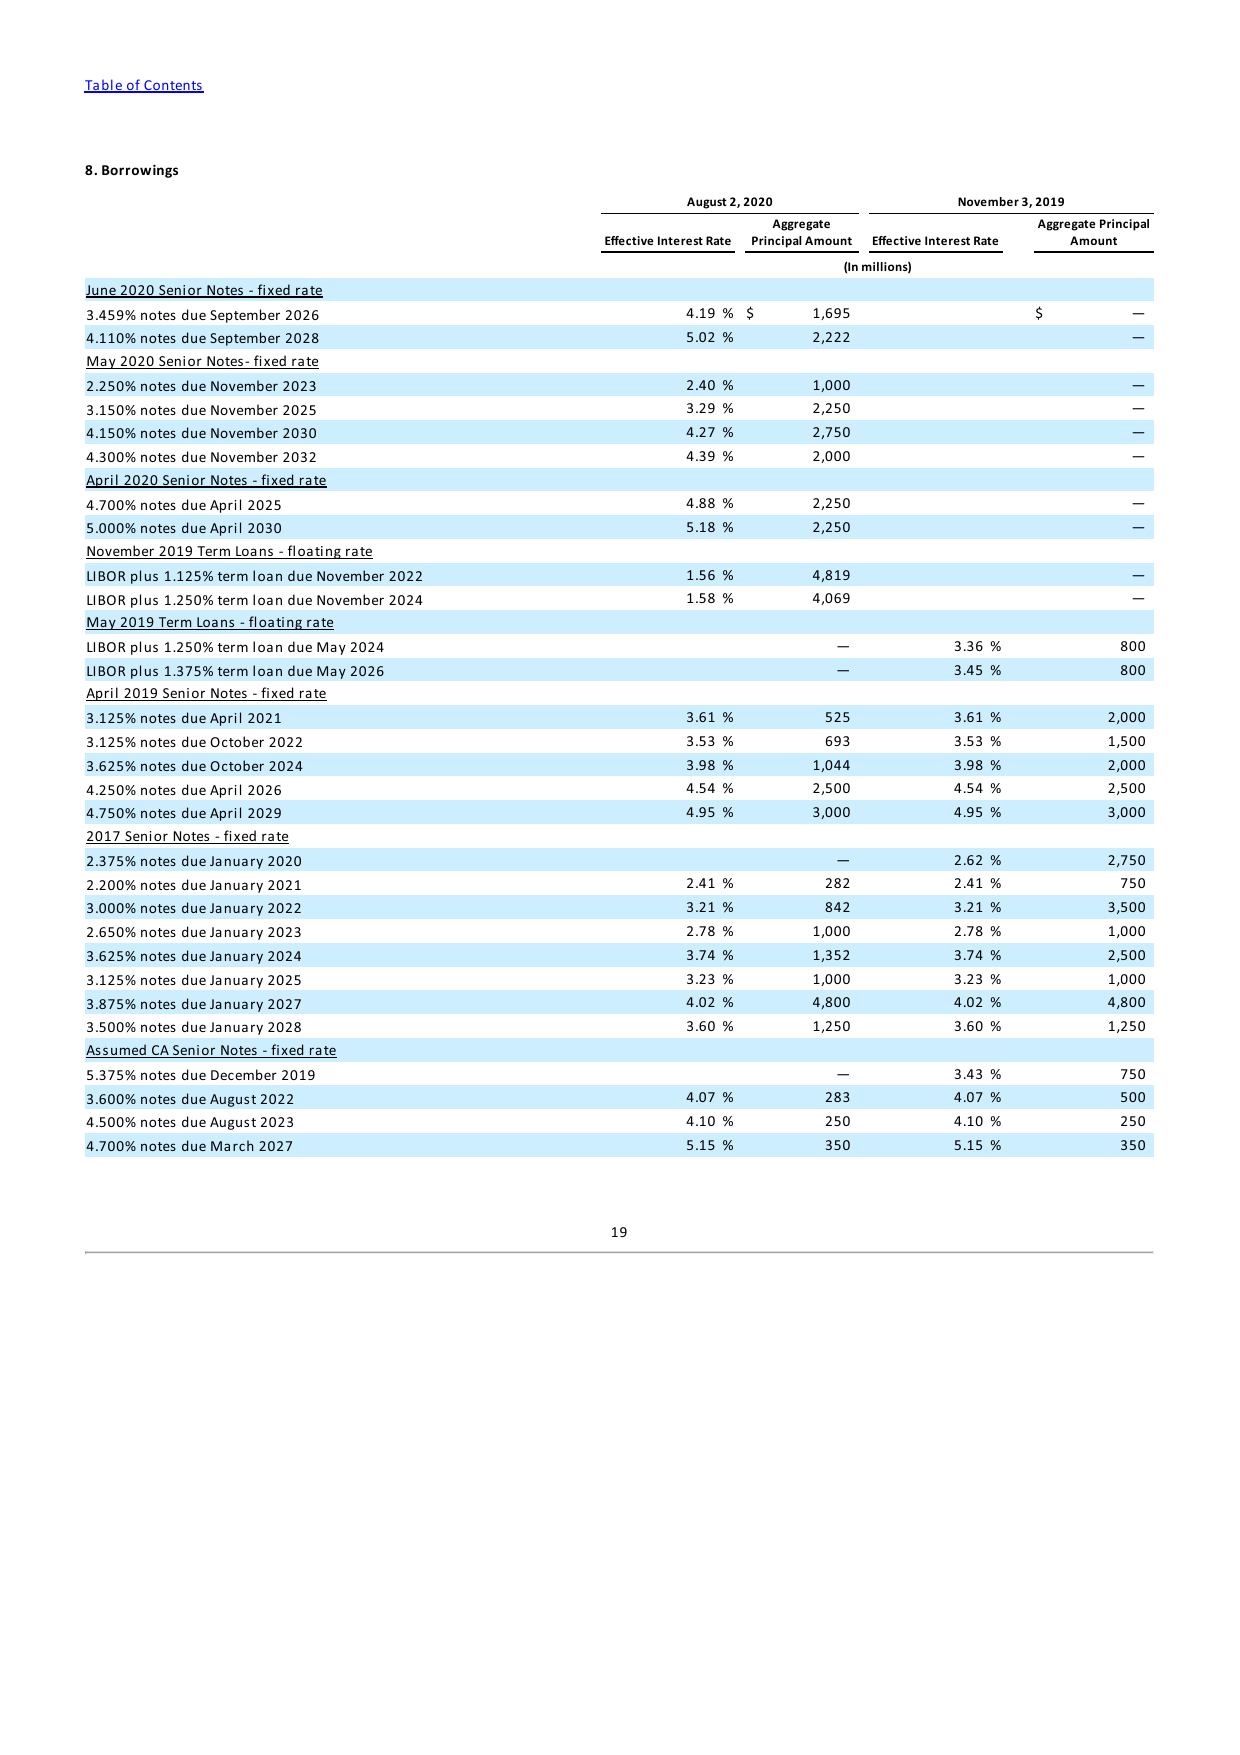 Table of Contents
8. Borrowings
August 2, 2020 November 3, 2019
Effective Interest Rate Aggregate Principal Amount Effective Interest Rate Aggregate Principal Amount
(In millions)
June 2020 Senior Notes - fixed rate
3.459% notes due September 2026 4.19 % $ 1,695 $ —
4.110% notes due September 2028 5.02 % 2,222 —
May 2020 Senior Notes- fixed rate
2.250% notes due November 2023 2.40 % 1,000 —
3.150% notes due November 2025 3.29 % 2,250 —
4.150% notes due November 2030 4.27 % 2,750 —
4.300% notes due November 2032 4.39 % 2,000 —
April 2020 Senior Notes - fixed rate
4.700% notes due April 2025 4.88 % 2,250 —
5.000% notes due April 2030 5.18 % 2,250 —
November 2019 Term Loans - floating rate
LIBOR plus 1.125% term loan due November 2022 1.56 % 4,819 —
LIBOR plus 1.250% term loan due November 2024 1.58 % 4,069 —
May 2019 Term Loans - floating rate
LIBOR plus 1.250% term loan due May 2024 — 3.36 % 800
LIBOR plus 1.375% term loan due May 2026 — 3.45 % 800
April 2019 Senior Notes - fixed rate
3.125% notes due April 2021 3.61 % 525 3.61 % 2,000
3.125% notes due October 2022 3.53 % 693 3.53 % 1,500
3.625% notes due October 2024 3.98 % 1,044 3.98 % 2,000
4.250% notes due April 2026 4.54 % 2,500 4.54 % 2,500
4.750% notes due April 2029 4.95 % 3,000 4.95 % 3,000
2017 Senior Notes - fixed rate
2.375% notes due January 2020 — 2.62 % 2,750
2.200% notes due January 2021 2.41 % 282 2.41 % 750
3.000% notes due January 2022 3.21 % 842 3.21 % 3,500
2.650% notes due January 2023 2.78 % 1,000 2.78 % 1,000
3.625% notes due January 2024 3.74 % 1,352 3.74 % 2,500
3.125% notes due January 2025 3.23 % 1,000 3.23 % 1,000
3.875% notes due January 2027 4.02 % 4,800 4.02 % 4,800
3.500% notes due January 2028 3.60 % 1,250 3.60 % 1,250
Assumed CA Senior Notes - fixed rate
5.375% notes due December 2019 — 3.43 % 750
3.600% notes due August 2022 4.07 % 283 4.07 % 500
4.500% notes due August 2023 4.10 % 250 4.10 % 250
4.700% notes due March 2027 5.15 % 350 5.15 % 350
19